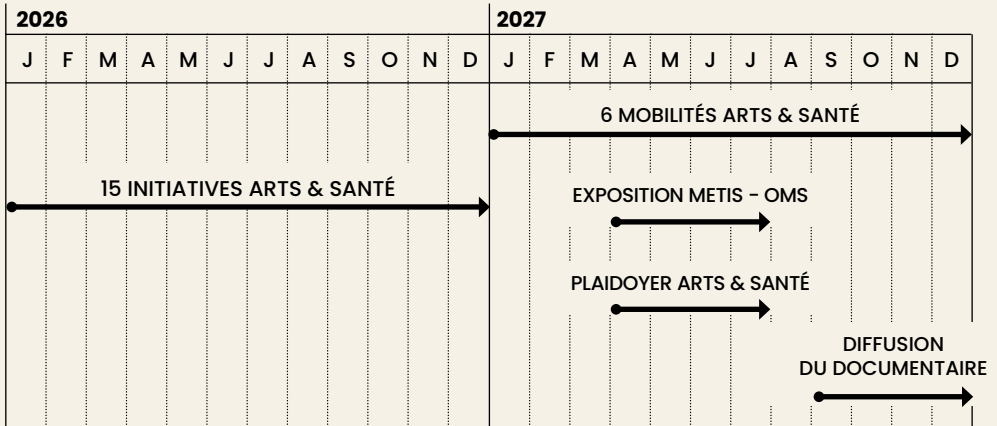 2026 2027
J F M A M J J A S O N D J F M A M J J A S O N D
6 MOBILITÉS ARTS & SANTÉ
15 INITIATIVES ARTS & SANTÉ
EXPOSITION METIS - OMS
PLAIDOYER ARTS & SANTÉ
DIFFUSION
DU DOCUMENTAIRE